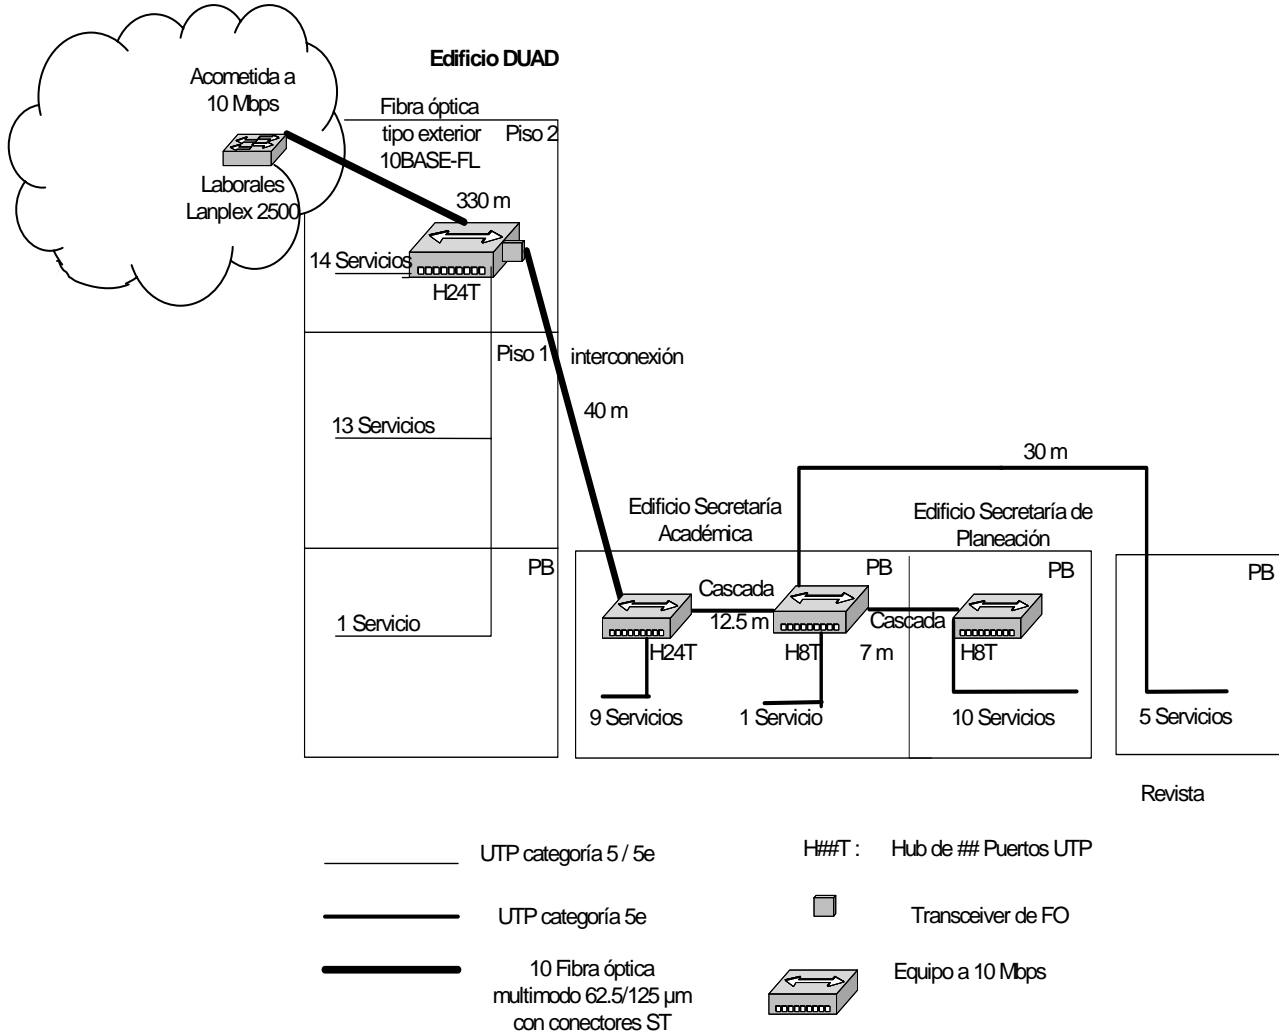 Edificio DUAD
Acometida a
10 Mbps
Laborales
Lanplex 2500
Fibra óptica
tipo exterior
10BASE-FL
Piso 2
330 m
14 Servicios
H24T
Piso 1
interconexión
40 m
13 Servicios
30 m
Edificio Secretaría
Académica
Edificio Secretaría de
Planeación
PB
1 Servicio
PB
PB
PB
Cascada
12.5 m
Cascada
7 m
H24T
H8T
H8T
9 Servicios
1 Servicio
10 Servicios
5 Servicios
Revista
UTP categoría 5 / 5e
H##T :
Hub de ## Puertos UTP
UTP categoría 5e
Transceiver de FO
10 Fibra óptica
multimodo 62.5/125 µm
con conectores ST
Equipo a 10 Mbps